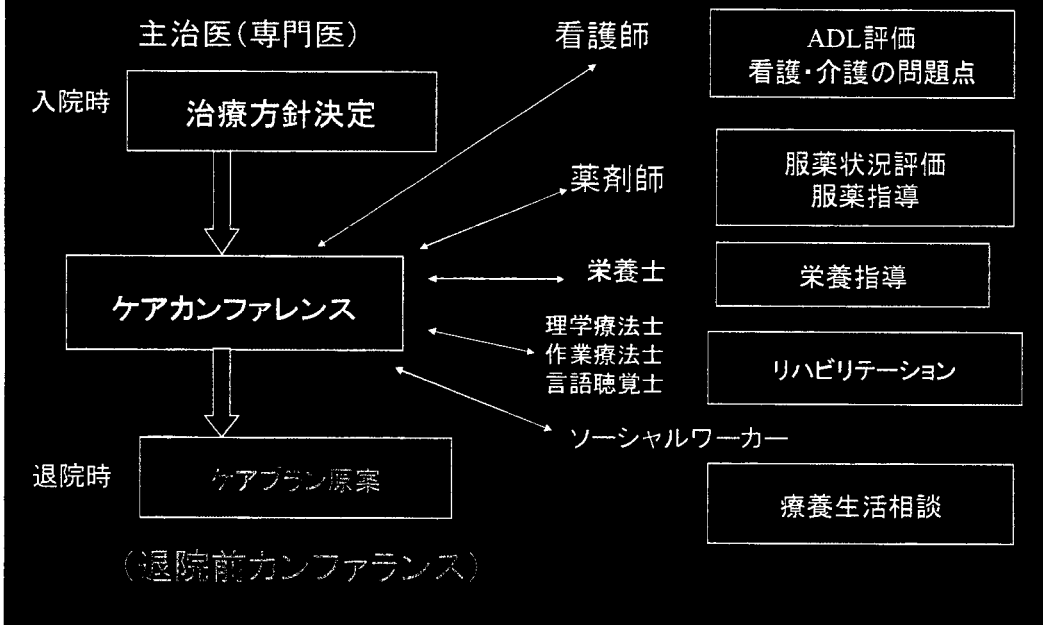 主治医(専門医)
入院時
治療方針決定
ケアカンファレンス
退院時
ケアプラン原案
(退院前カンファランス)
看護師
ADL評価
看護・介護の問題点
薬剤師
服薬状況評価
服薬指導
栄養士
栄養指導
理学療法士
作業療法士
言語聴覚士
リハビリテーション
ソーシャルワーカー
療養生活相談